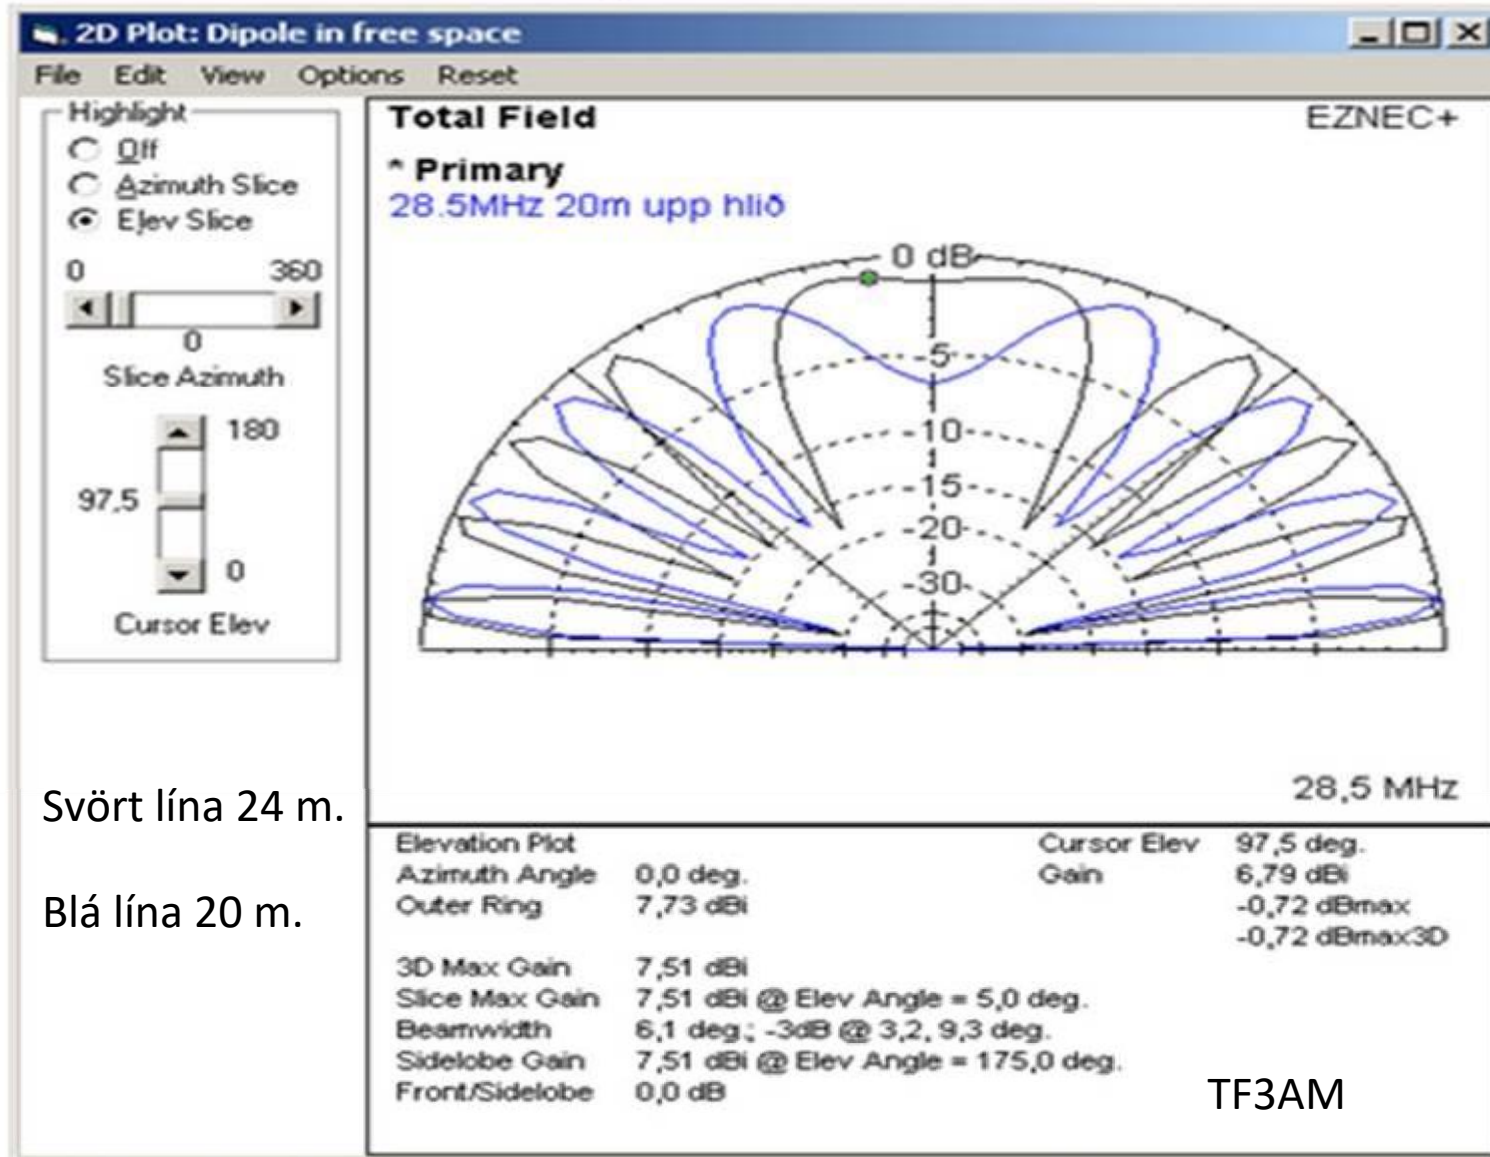 2D Plot: Dipole in free space
File Edit View Options Reset
Highlight
Off
Azimuth Slice
Elev Slice
0 360
0
Slice Azimuth
180
97,5
0
Cursor Elev
Svört lína 24 m.
Blá lína 20 m.
Total Field EZNEC+
* Primary
28.5MHz 20m upp hlið
0 dB
-5
-10
-15
-20
-30
28,5 MHz
Elevation Plot Cursor Elev 97,5 deg.
Azimuth Angle 0,0 deg. Gain 6,79 dBi
Outer Ring 7,73 dBi -0,72 dBmax
-0,72 dBmax3D
3D Max Gain 7,51 dBi
Slice Max Gain 7,51 dBi @ Elev Angle = 5,0 deg.
Beamwidth 6,1 deg.; -3dB @ 3,2, 9,3 deg.
Sidelobe Gain 7,51 dBi @ Elev Angle = 175,0 deg.
Front/Sidelobe 0,0 dB
TF3AM